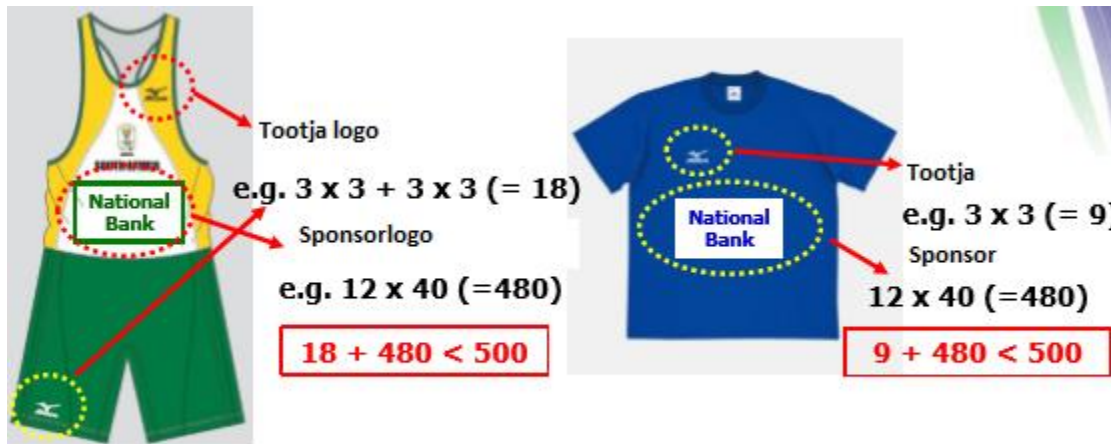 Tootja logo
e.g. 3 x 3 + 3 x 3 (= 18)
National
Bank
Sponsorlogo
e.g. 12 x 40 (=480)
18 + 480 < 500
Tootja
e.g. 3 x 3 (= 9)
National
Bank
Sponsor
12 x 40 (=480)
9 + 480 < 500